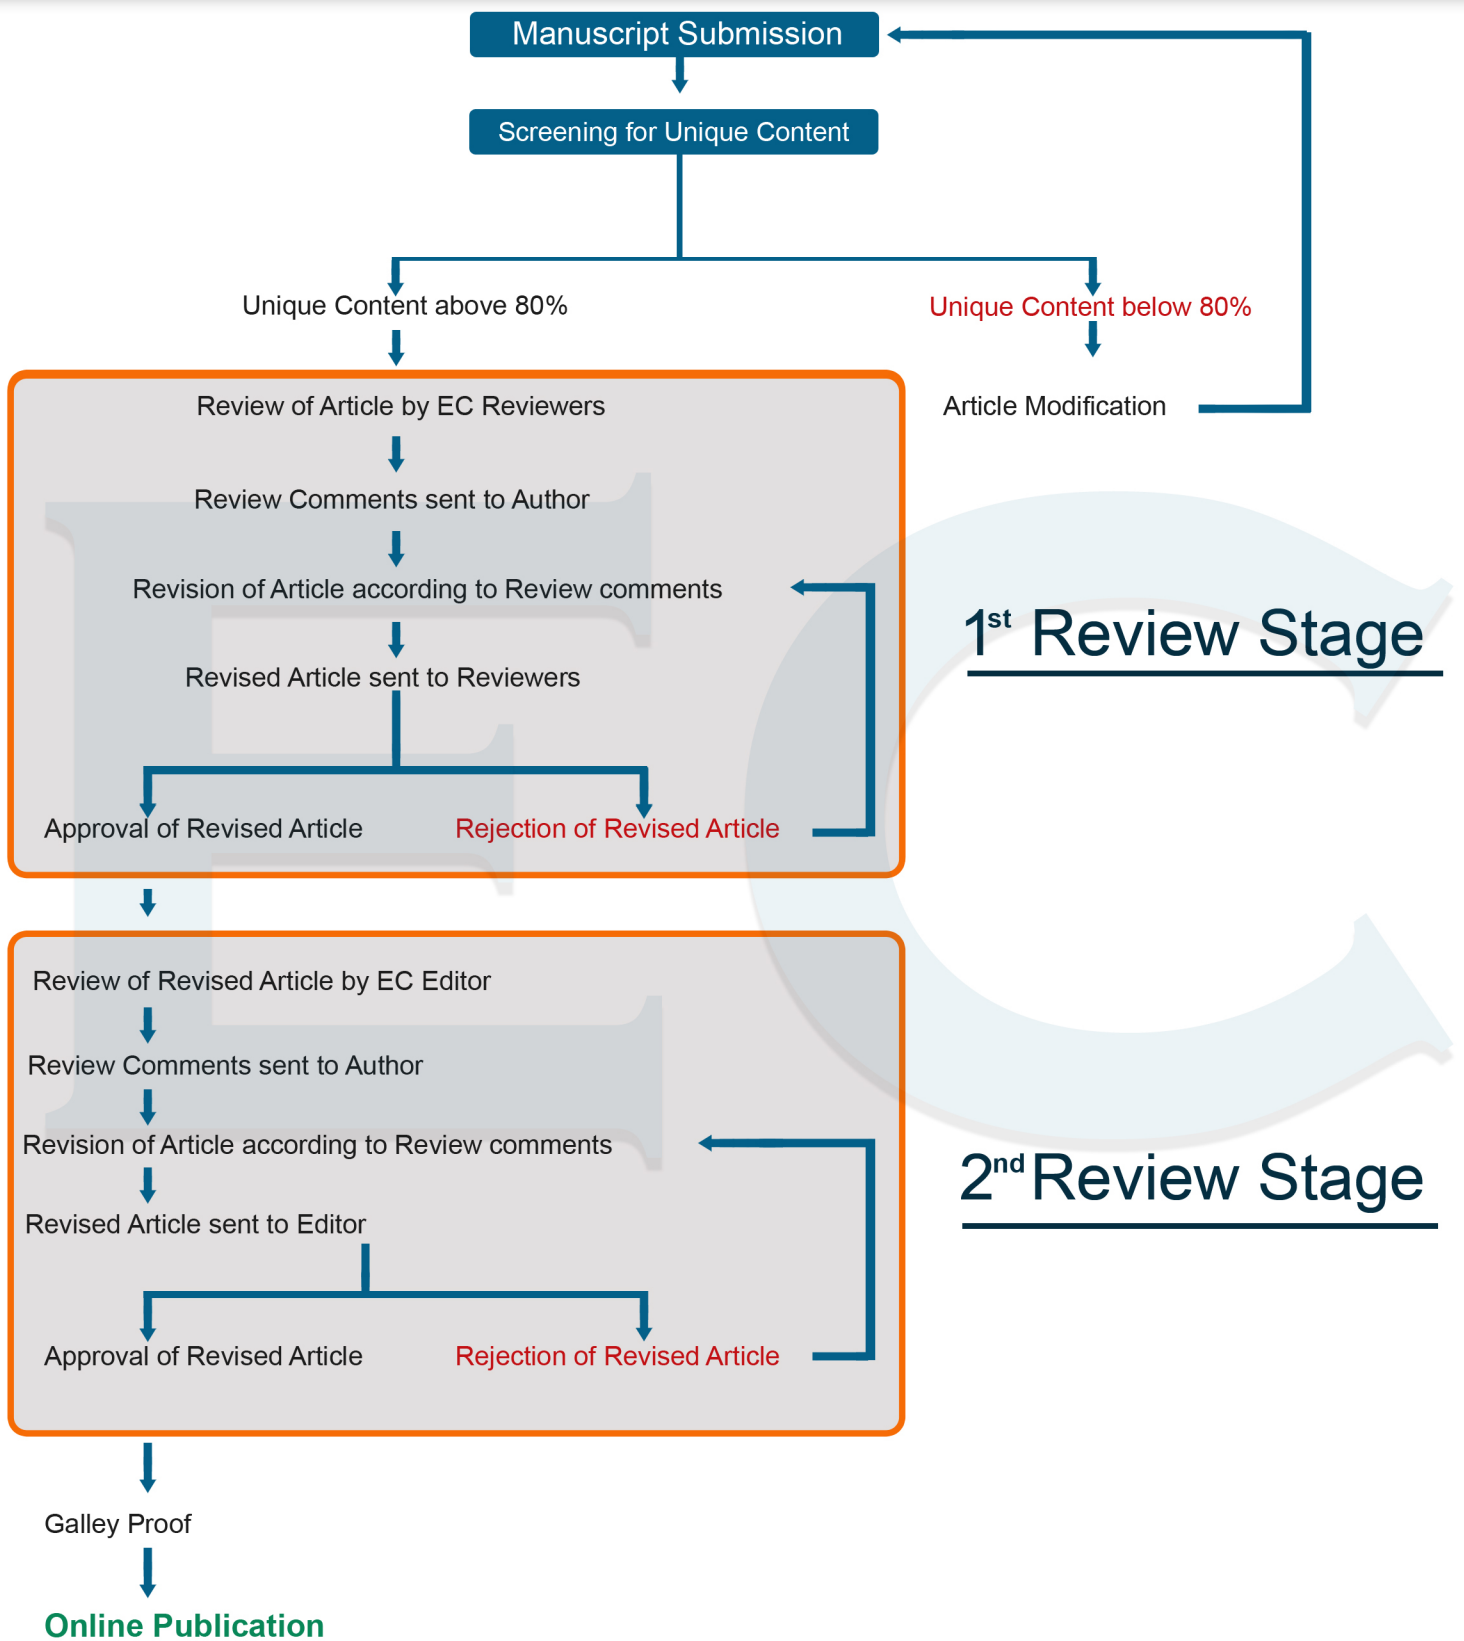 Manuscript Submission
Screening for Unique Content
Unique Content above 80%
Unique Content below 80%
Article Modification
Review of Article by EC Reviewers
Review Comments sent to Author
Revision of Article according to Review comments
Revised Article sent to Reviewers
Approval of Revised Article
Rejection of Revised Article
1st Review Stage
Review of Revised Article by EC Editor
Review Comments sent to Author
Revision of Article according to Review comments
Revised Article sent to Editor
Approval of Revised Article
Rejection of Revised Article
2nd Review Stage
Galley Proof
Online Publication
EC